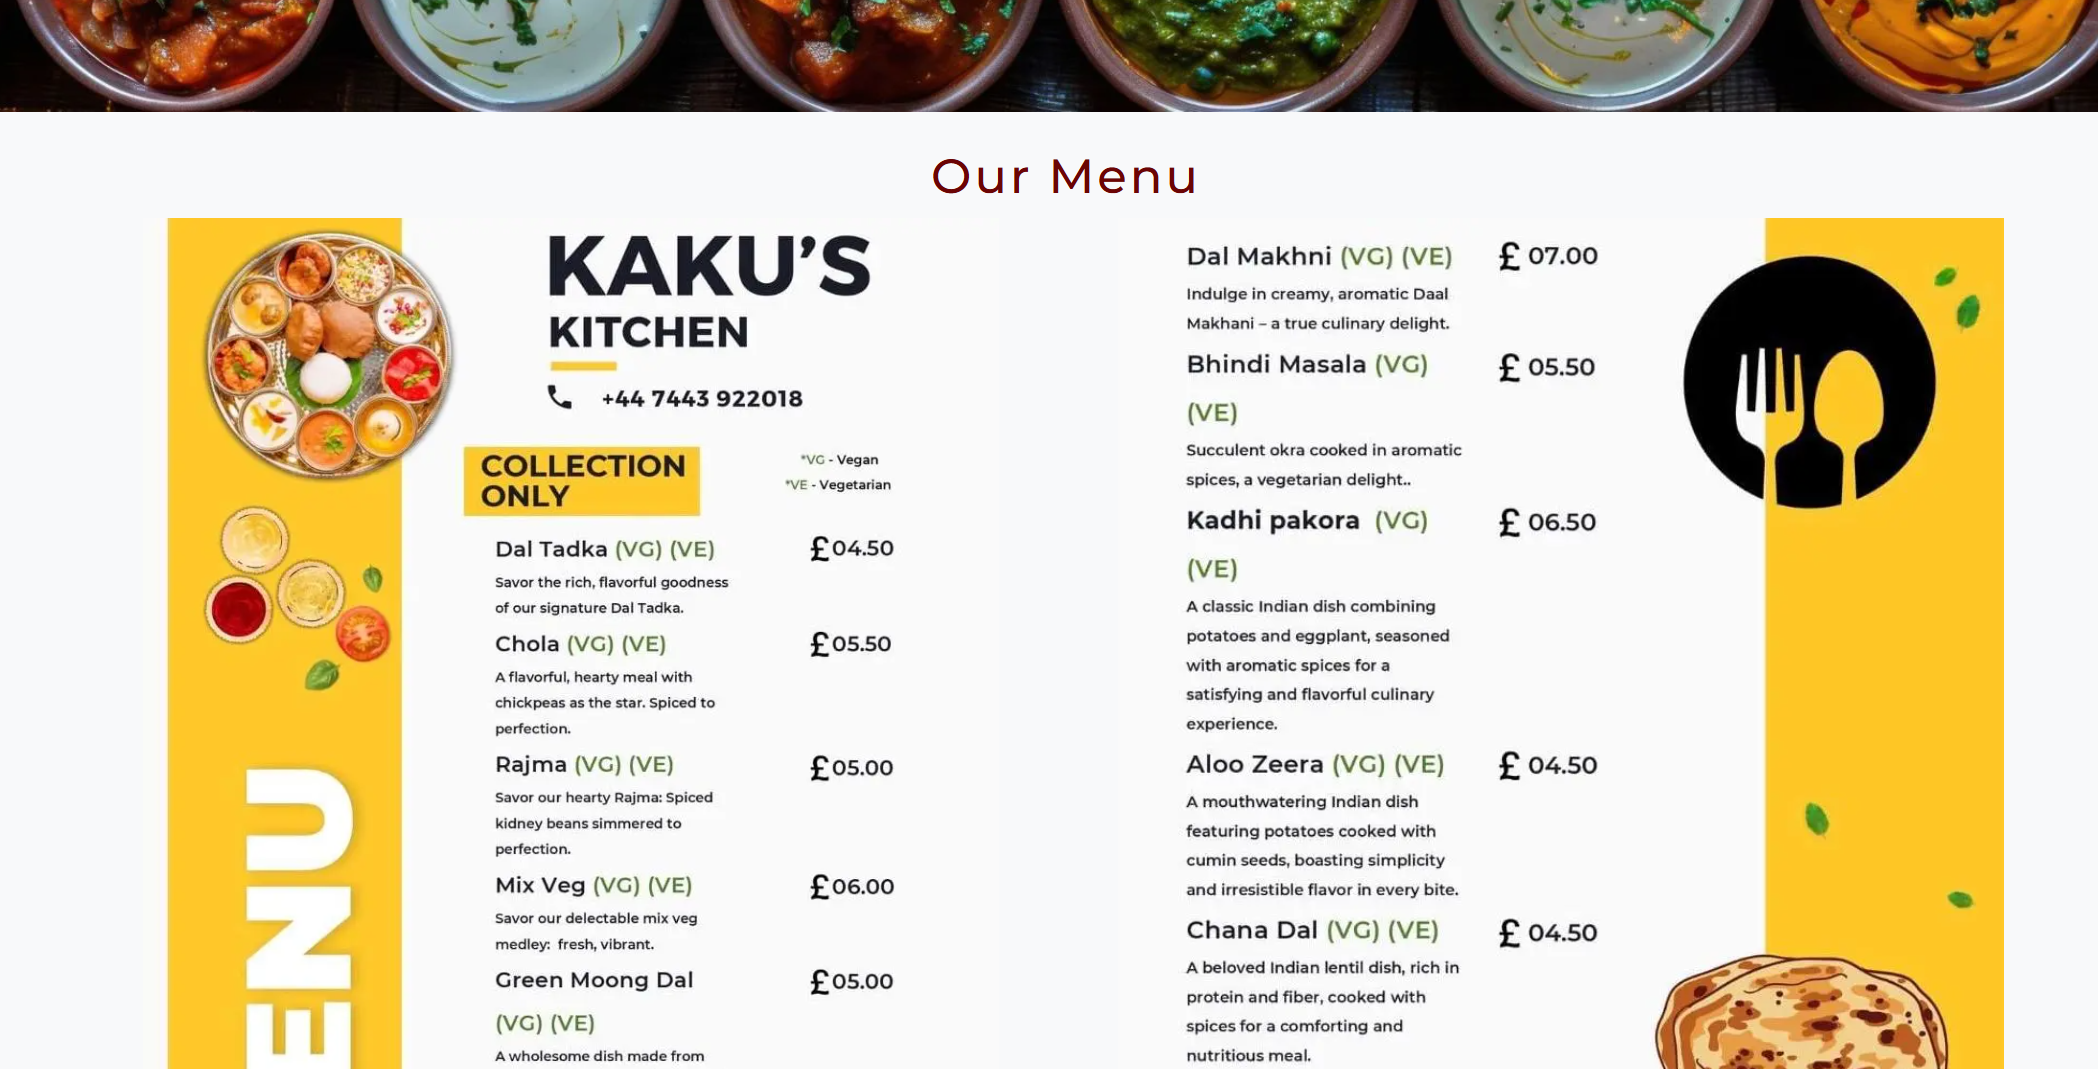 Our Menu
KAKU'S
KITCHEN
+44 7443 922018
COLLECTION
ONLY
*VG - Vegan
*VE - Vegetarian
Dal Tadka (VG) (VE) £04.50
Savor the rich, flavorful goodness
of our signature Dal Tadka.
Chola (VG) (VE) £05.50
A flavorful, hearty meal with
chickpeas as the star. Spiced to
perfection.
Rajma (VG) (VE) £05.00
Savor our hearty Rajma: Spiced
kidney beans simmered to
perfection.
Mix Veg (VG) (VE) £06.00
Savor our delectable mix veg
medley: fresh, vibrant.
Green Moong Dal £05.00
(VG) (VE)
A wholesome dish made from
Dal Makhni (VG) (VE) £ 07.00
Indulge in creamy, aromatic Daal
Makhani – a true culinary delight.
Bhindi Masala (VG) £ 05.50
(VE)
Succulent okra cooked in aromatic
spices, a vegetarian delight..
Kadhi pakora (VG) £ 06.50
(VE)
A classic Indian dish combining
potatoes and eggplant, seasoned
with aromatic spices for a
satisfying and flavorful culinary
experience.
Aloo Zeera (VG) (VE) £ 04.50
A mouthwatering Indian dish
featuring potatoes cooked with
cumin seeds, boasting simplicity
and irresistible flavor in every bite.
Chana Dal (VG) (VE) £ 04.50
A beloved Indian lentil dish, rich in
protein and fiber, cooked with
spices for a comforting and
nutritious meal.
ENU